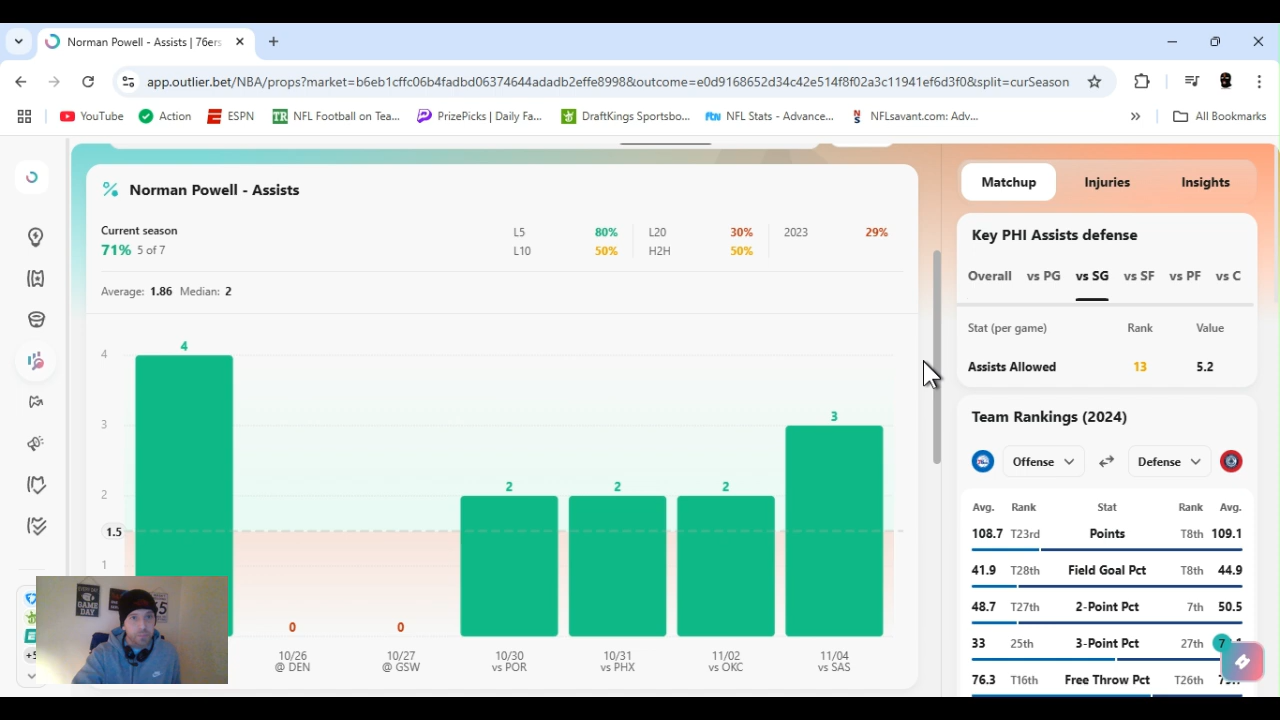 Norman Powell - Assists | 76ers
app.outlier.bet/NBA/props?market=b6eb1cffc06b4fadbd06374644adadb2effe8998&outcome=e0d9168652d34c42e514f8f02a3c11941ef6d3f0&split=curSeason
YouTube Action ESPN NFL Football on Tea... PrizePicks | Daily Fa... DraftKings Sportsbo... NFL Stats - Advance... NFLsavant.com: Adv... » All Bookmarks
Norman Powell - Assists
Current season
71% 5 of 7
L5 80% L20 30% 2023 29%
L10 50% H2H 50%
Average: 1.86 Median: 2
4
3
2
1.5
1
4
0
0
2
2
2
3
10/26 @ DEN
10/27 @ GSW
10/30 vs POR
10/31 vs PHX
11/02 vs OKC
11/04 vs SAS
Matchup Injuries Insights
Key PHI Assists defense
Overall vs PG vs SG vs SF vs PF vs C
Stat (per game) Rank Value
Assists Allowed 13 5.2
Team Rankings (2024)
Offense Defense
Avg. Rank Stat Rank Avg.
108.7 T23rd Points T8th 109.1
41.9 T28th Field Goal Pct T8th 44.9
48.7 T27th 2-Point Pct 7th 50.5
33 25th 3-Point Pct 27th
76.3 T16th Free Throw Pct T26th
GAME DAY